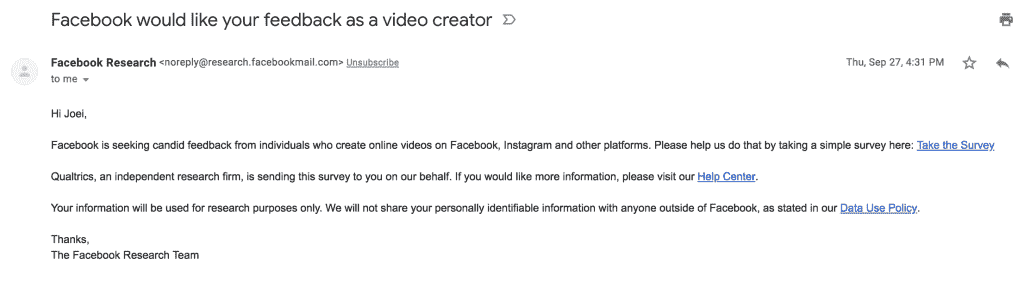 Facebook would like your feedback as a video creator
Facebook Research <noreply@research.facebookmail.com> Unsubscribe
Thu, Sep 27, 4:31 PM
to me
Hi Joei,
Facebook is seeking candid feedback from individuals who create online videos on Facebook, Instagram and other platforms. Please help us do that by taking a simple survey here: Take the Survey
Qualtrics, an independent research firm, is sending this survey to you on our behalf. If you would like more information, please visit our Help Center.
Your information will be used for research purposes only. We will not share your personally identifiable information with anyone outside of Facebook, as stated in our Data Use Policy.
Thanks,
The Facebook Research Team